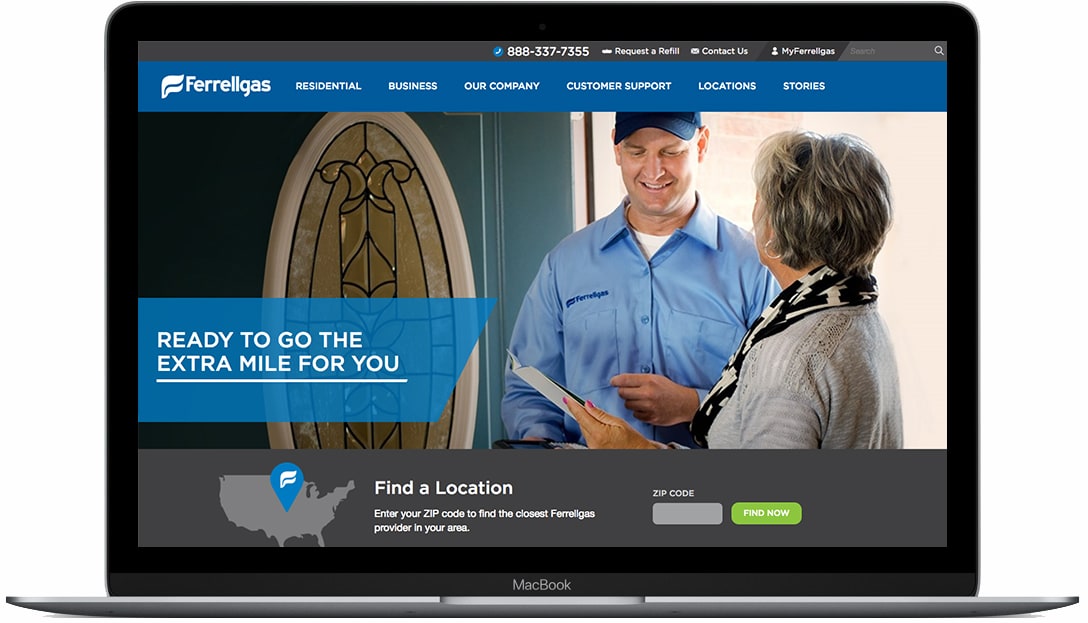 888-337-7355 Request a Refill Contact Us MyFerrellgas Search
Ferrellgas RESIDENTIAL BUSINESS OUR COMPANY CUSTOMER SUPPORT LOCATIONS STORIES
Ferrellgas
READY TO GO THE
EXTRA MILE FOR YOU
Find a Location
Enter your ZIP code to find the closest Ferrellgas
provider in your area.
ZIP CODE
FIND NOW
MacBook